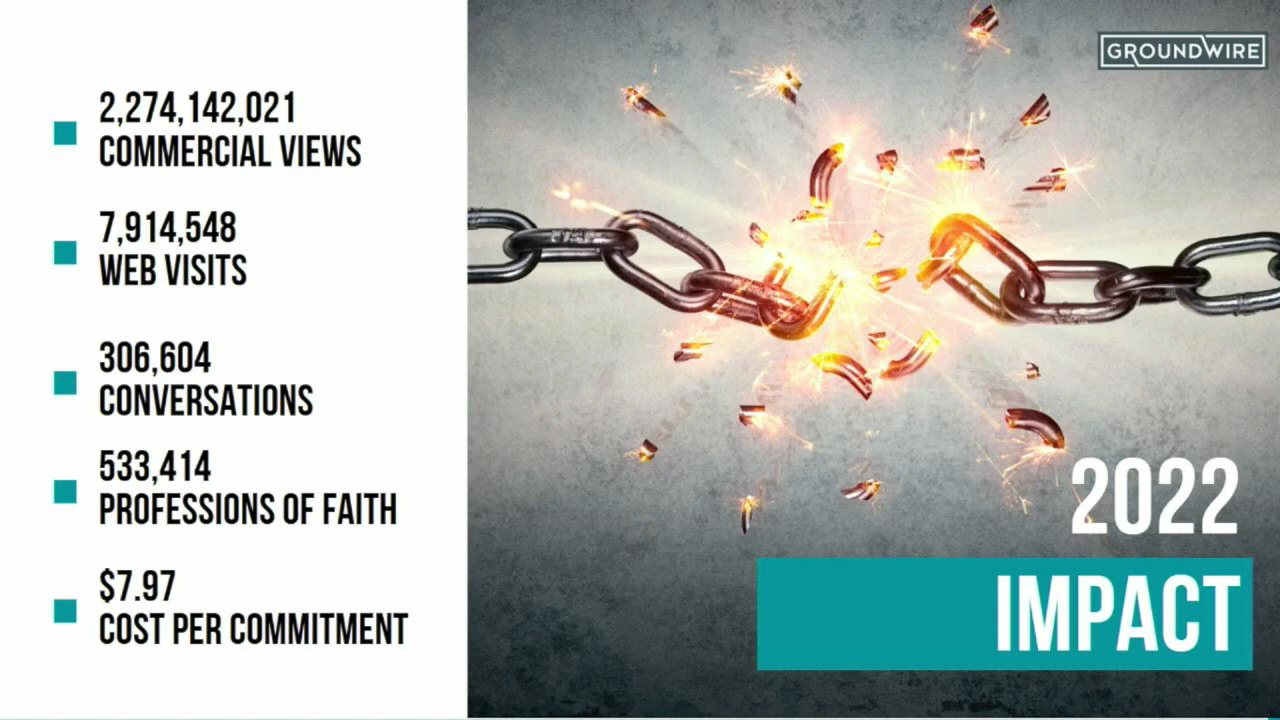 2,274,142,021
COMMERCIAL VIEWS
7,914,548
WEB VISITS
306,604
CONVERSATIONS
533,414
PROFESSIONS OF FAITH
$7.97
COST PER COMMITMENT
GROUNDWIRE
2022
IMPACT